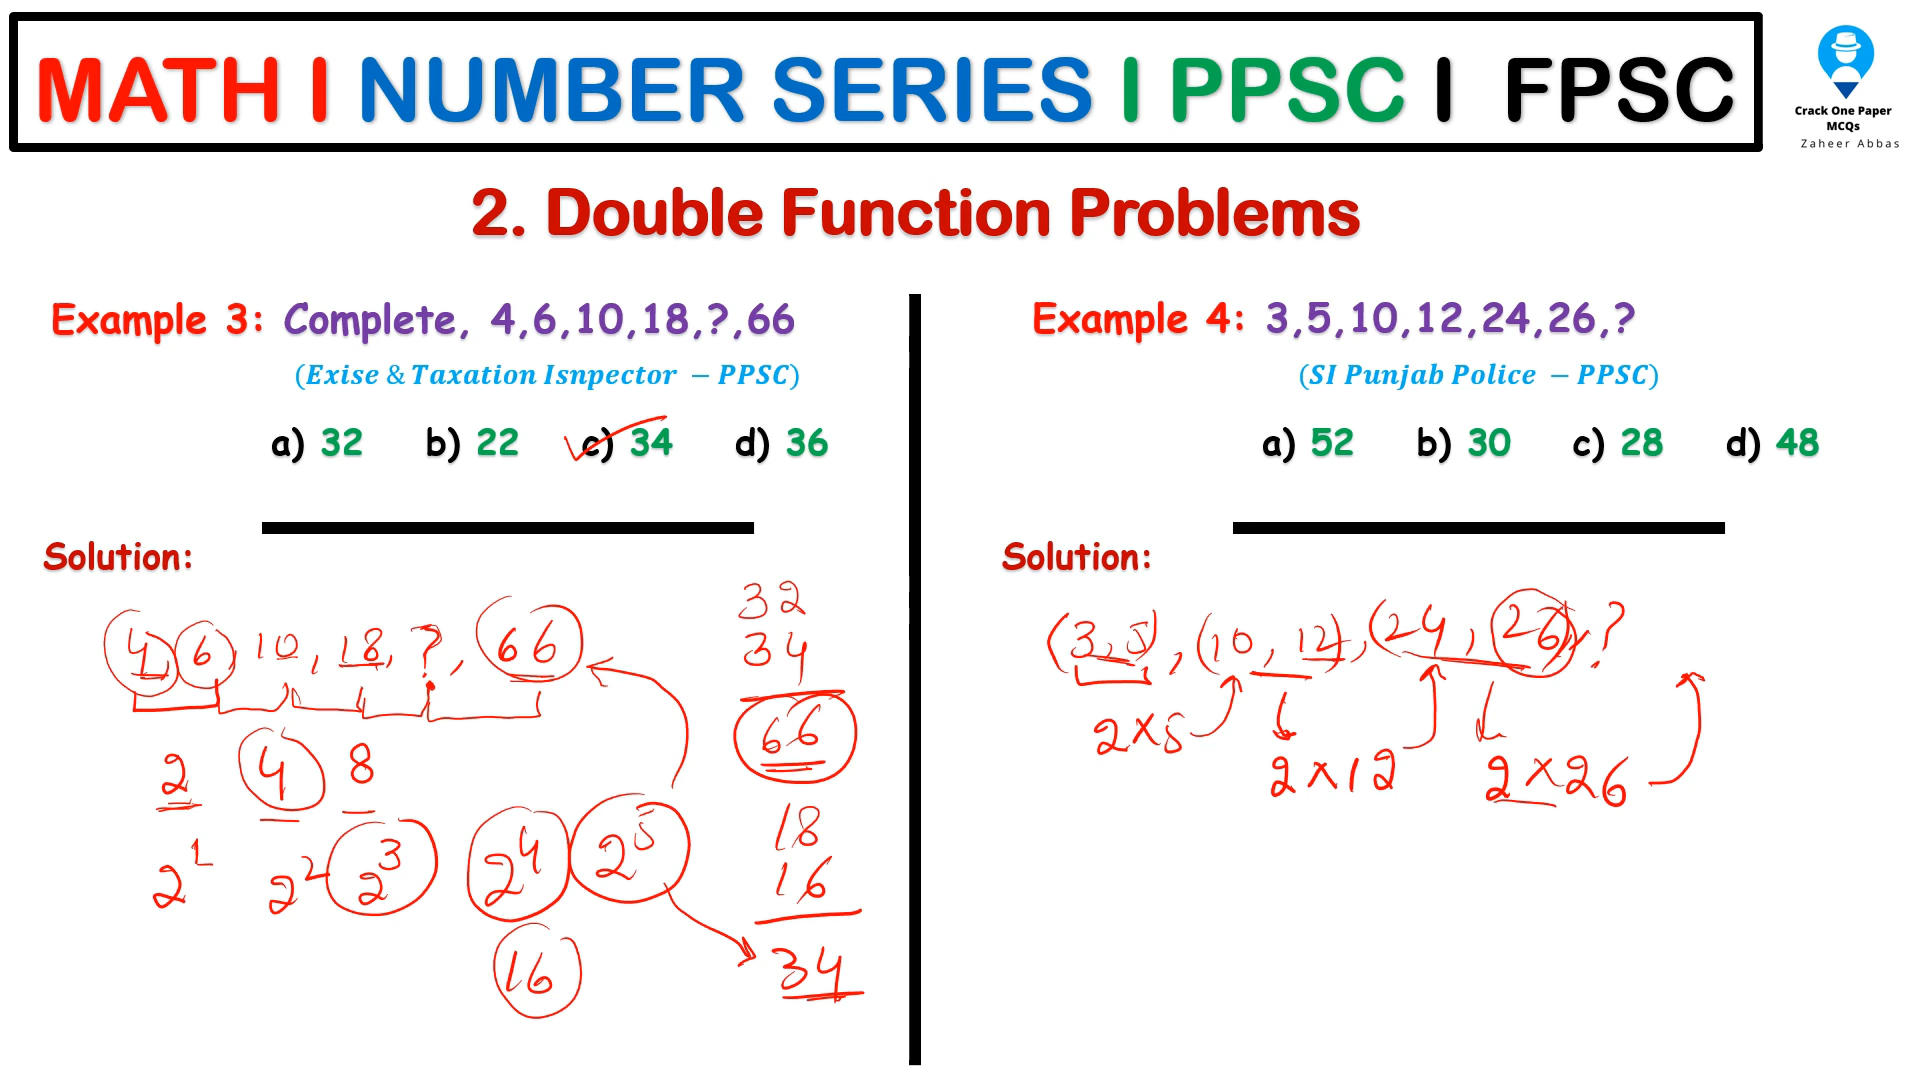 MATH I NUMBER SERIES I PPSC I FPSC
Crack One Paper
MCQs
Zaheer Abbas
2. Double Function Problems
Example 3: Complete, 4,6,10,18,?,66
(Exise & Taxation Isnpector – PPSC)
a) 32 b) 22 c) 34 d) 36
Solution:
4, 6, 10, 18, ?, 66
2 4 8
2^1 2^2 2^3 2^4 2^5
16
32
34
66
18
16
34
Example 4: 3,5,10,12,24,26,?
(SI Punjab Police – PPSC)
a) 52 b) 30 c) 28 d) 48
Solution:
(3,5), (10, 12), (24, 26), ?
2×5 2×12 2×26